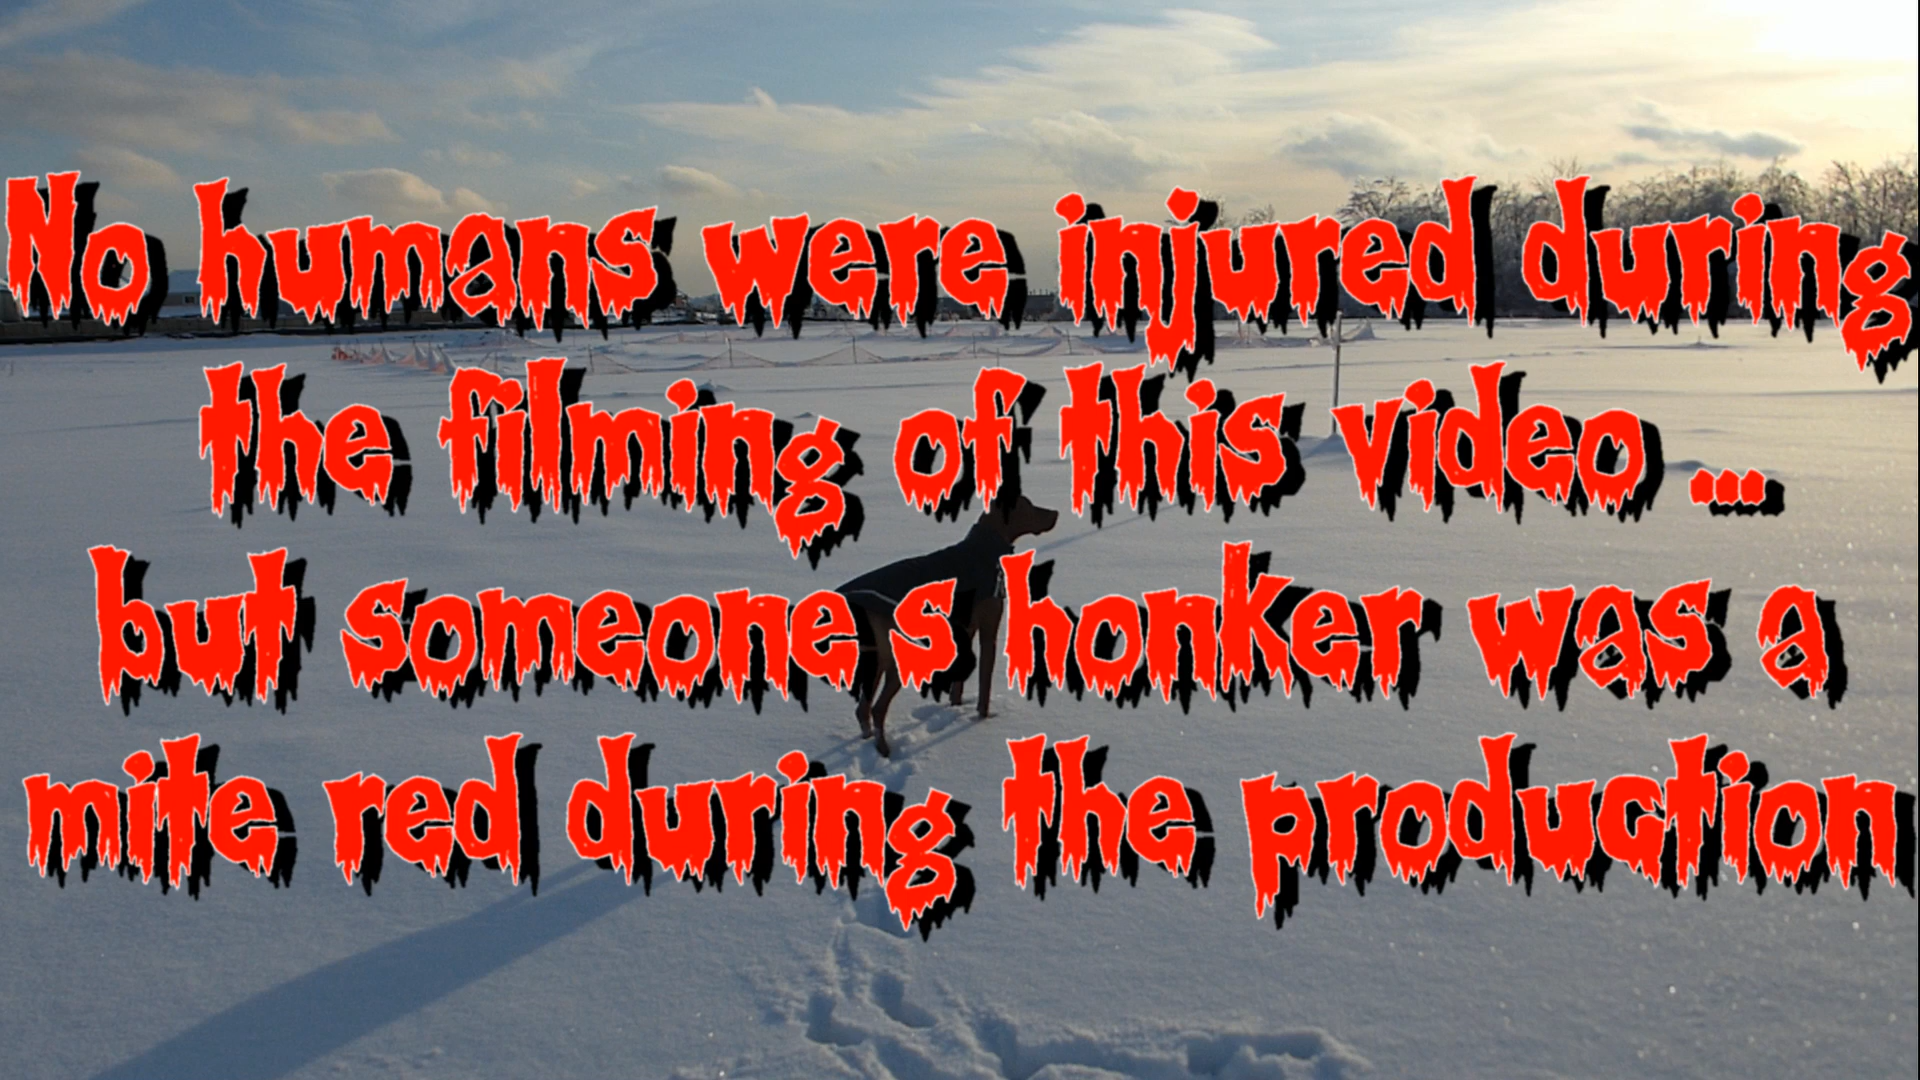 No humans were injured during
the filming of this video ...
but someone s honker was a
mite red during the production